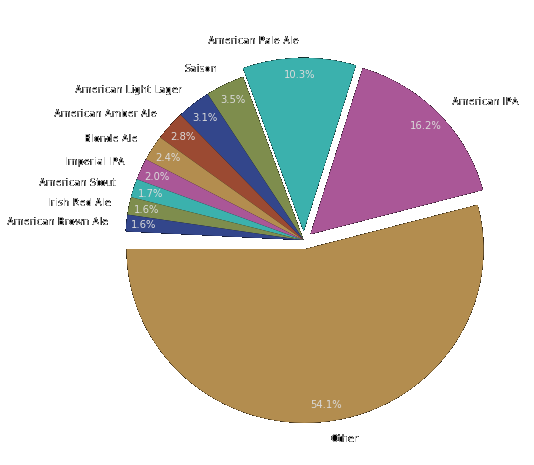 American Pale Ale
10.3%
Saison
3.5%
American Light Lager
3.1%
American Amber Ale
2.8%
Blonde Ale
2.4%
Imperial IPA
2.0%
American Stout
1.7%
Irish Red Ale
1.6%
American Brown Ale
1.6%
American IPA
16.2%
54.1%
Other